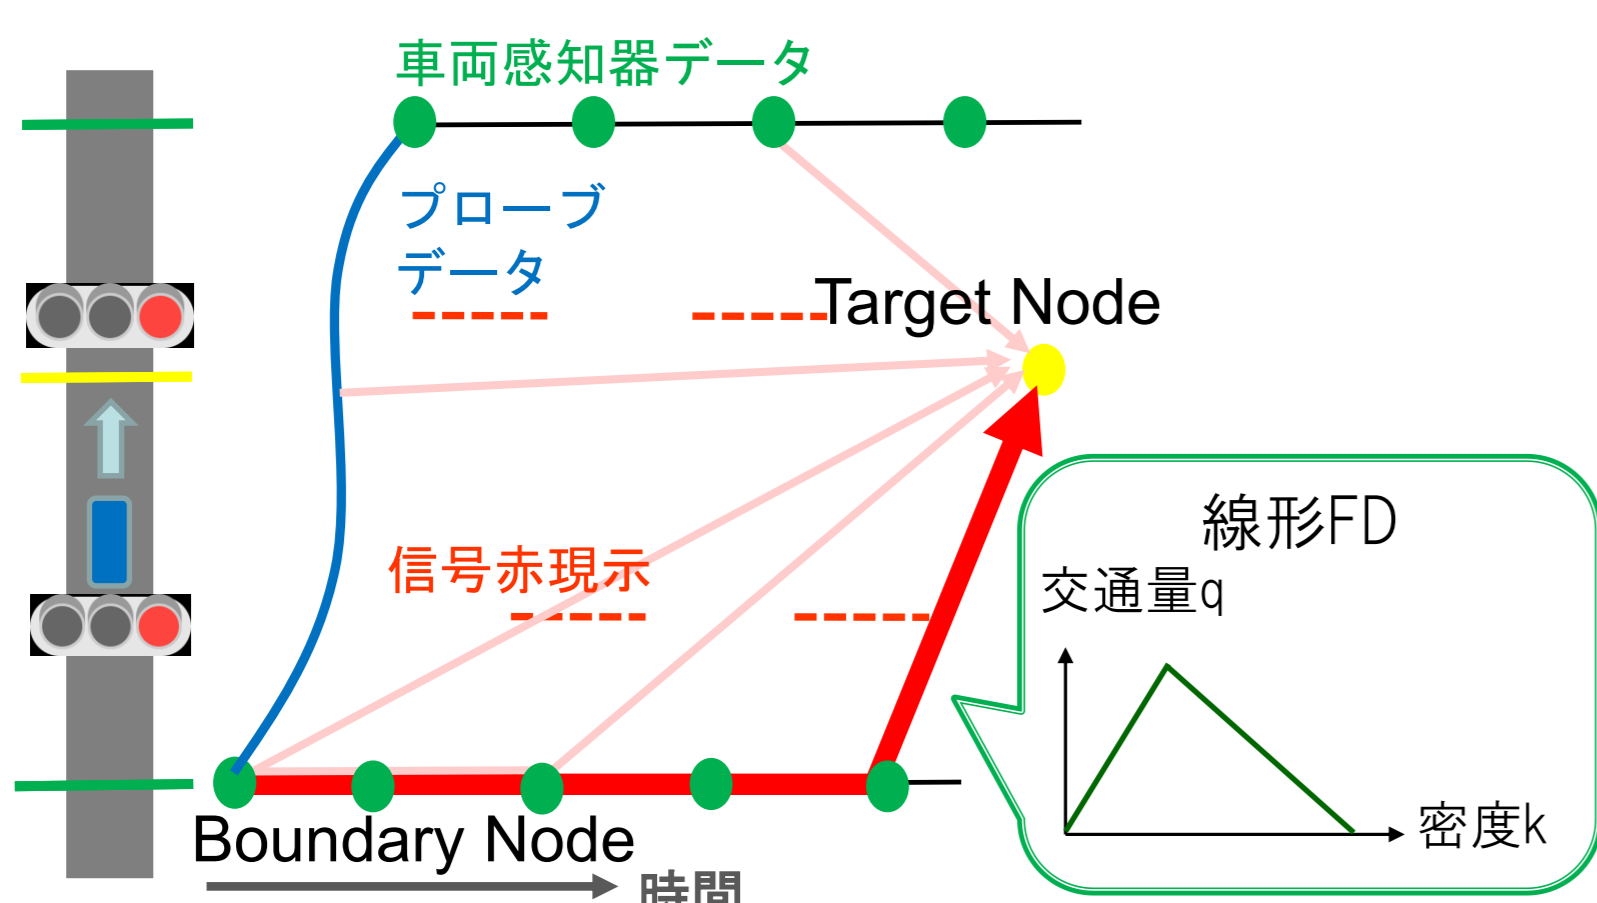 車両感知器データ
プローブ
データ
Target Node
信号赤現示
線形FD
交通量q
密度k
Boundary Node
時間